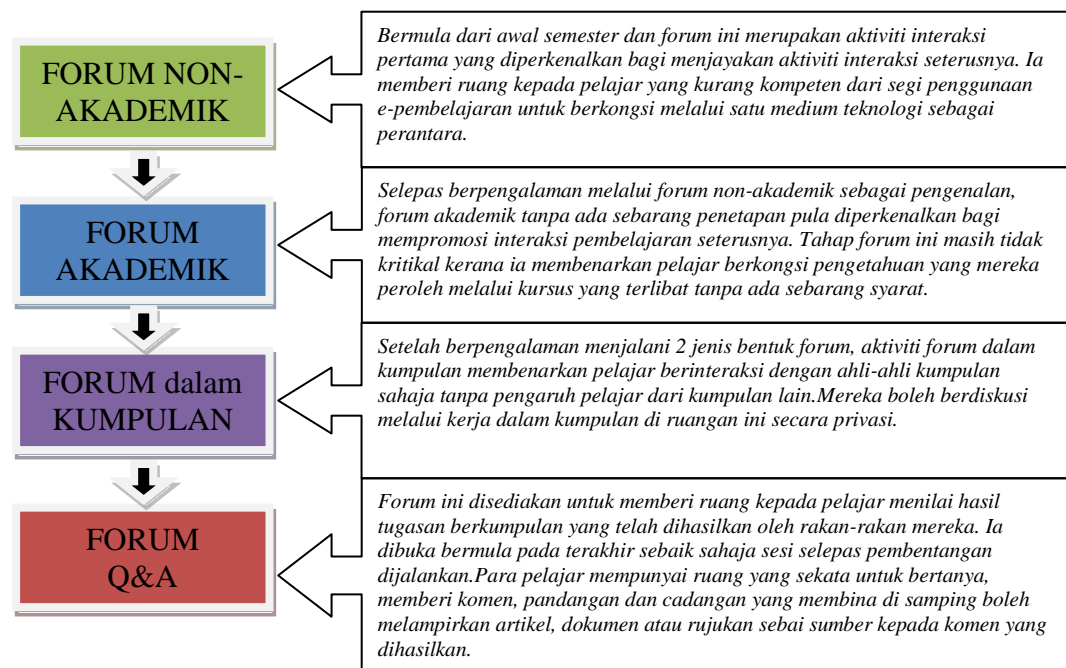 FORUM NON-
AKADEMIK
Bermula dari awal semester dan forum ini merupakan aktiviti interaksi
pertama yang diperkenalkan bagi menjayakan aktiviti interaksi seterusnya. Ia
memberi ruang kepada pelajar yang kurang kompeten dari segi penggunaan
e-pembelajaran untuk berkongsi melalui satu medium teknologi sebagai
perantara.
FORUM
AKADEMIK
Selepas berpengalaman melalui forum non-akademik sebagai pengenalan,
forum akademik tanpa ada sebarang penetapan pula diperkenalkan bagi
mempromosi interaksi pembelajaran seterusnya. Tahap forum ini masih tidak
kritikal kerana ia membenarkan pelajar berkongsi pengetahuan yang mereka
peroleh melalui kursus yang terlibat tanpa ada sebarang syarat.
FORUM dalam
KUMPULAN
Setelah berpengalaman menjalani 2 jenis bentuk forum, aktiviti forum dalam
kumpulan membenarkan pelajar berinteraksi dengan ahli-ahli kumpulan
sahaja tanpa pengaruh pelajar dari kumpulan lain.Mereka boleh berdiskusi
melalui kerja dalam kumpulan di ruangan ini secara privasi.
FORUM
Q&A
Forum ini disediakan untuk memberi ruang kepada pelajar menilai hasil
tugasan berkumpulan yang telah dihasilkan oleh rakan-rakan mereka. Ia
dibuka bermula pada terakhir sebaik sahaja sesi selepas pembentangan
dijalankan.Para pelajar mempunyai ruang yang sekata untuk bertanya,
memberi komen, pandangan dan cadangan yang membina di samping boleh
melampirkan artikel, dokumen atau rujukan sebai sumber kepada komen yang
dihasilkan.